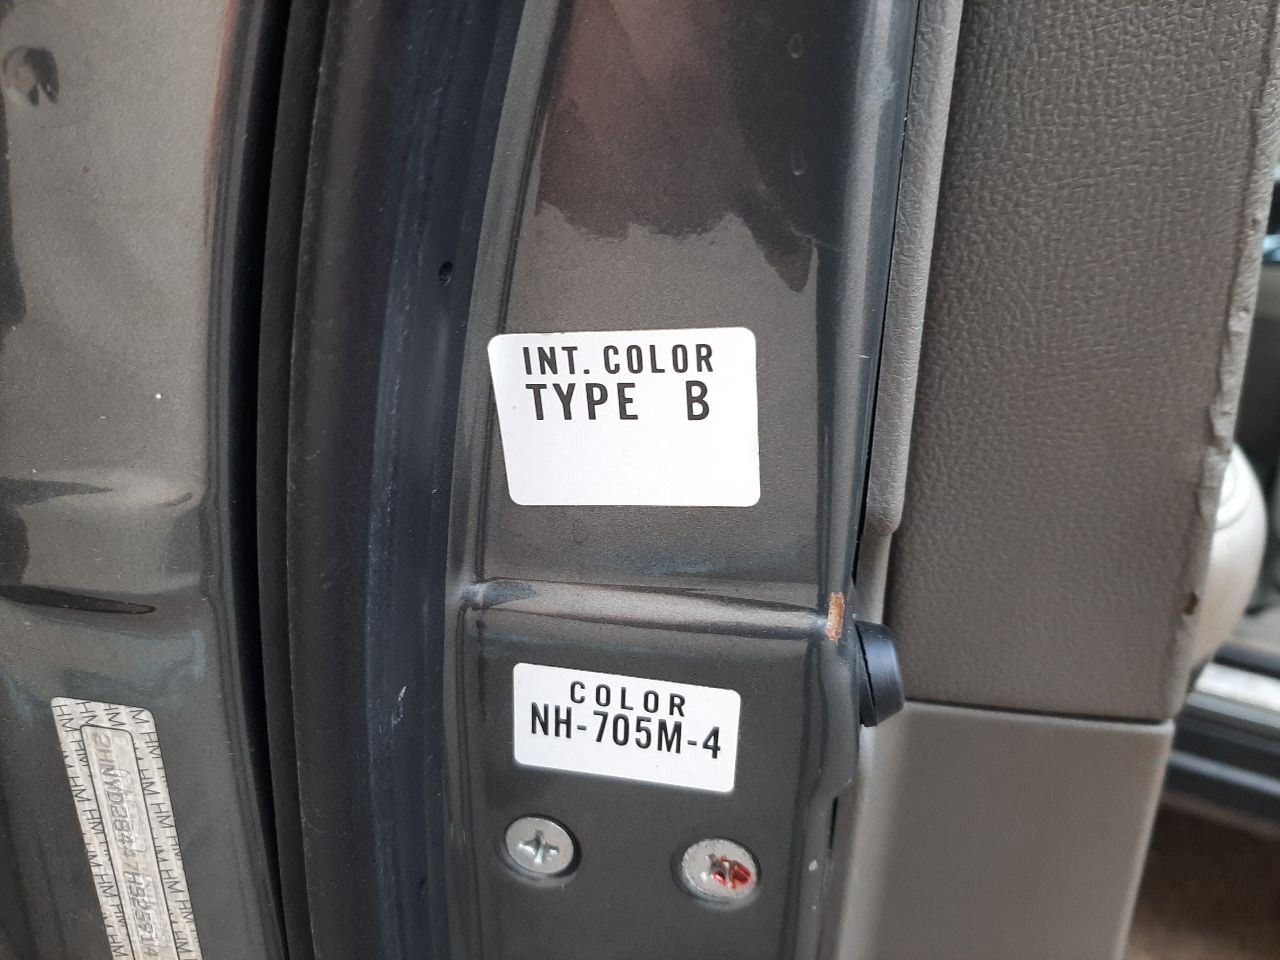 INT. COLOR
TYPE B
COLOR
NH-705M-4